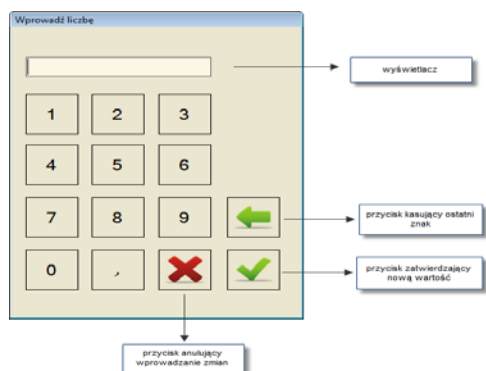 Wprowadź liczbę
wyświetlacz
1 2 3
4 5 6
7 8 9
przycisk kasujący ostatni
znak
0 ,
przycisk zatwierdzający
nową wartość
przycisk anulujący
wprowadzanie zmian